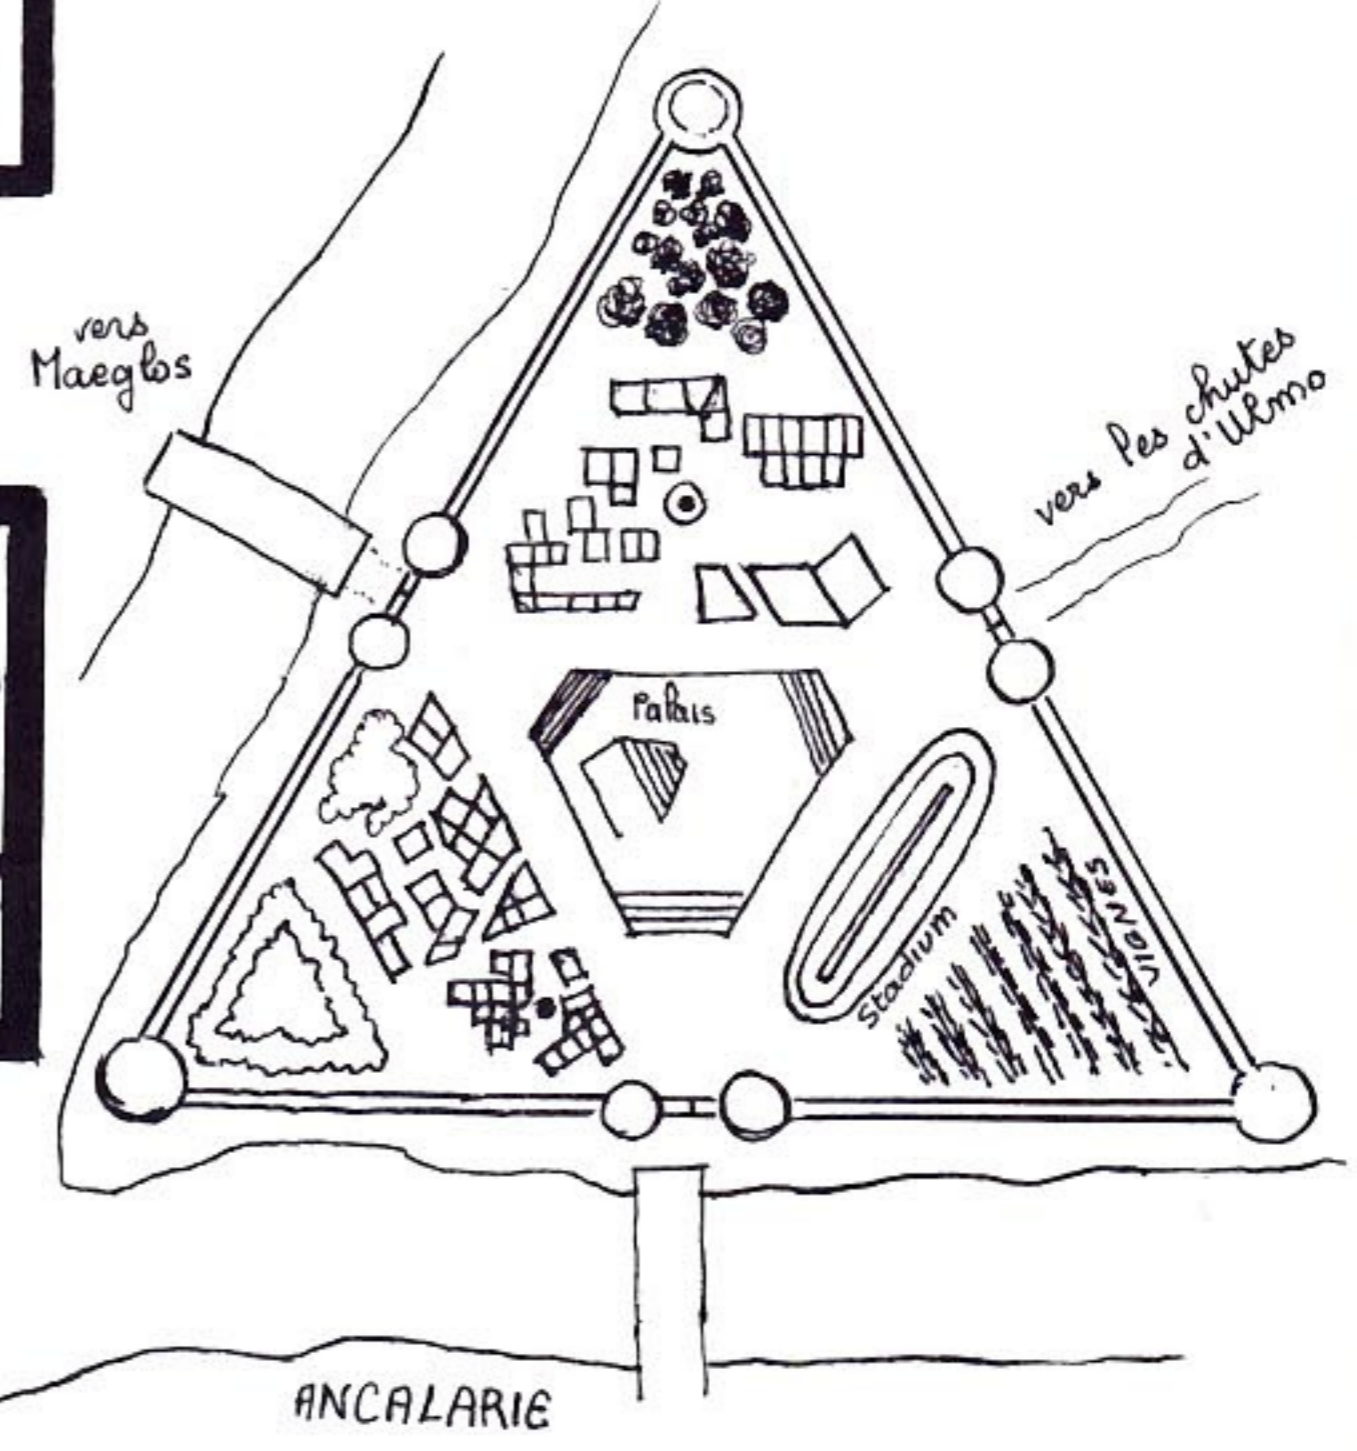 vers
Maeglos
vers les chutes
d'Ulmo
Palais
Stadium
VIGNES
ANCALARIE